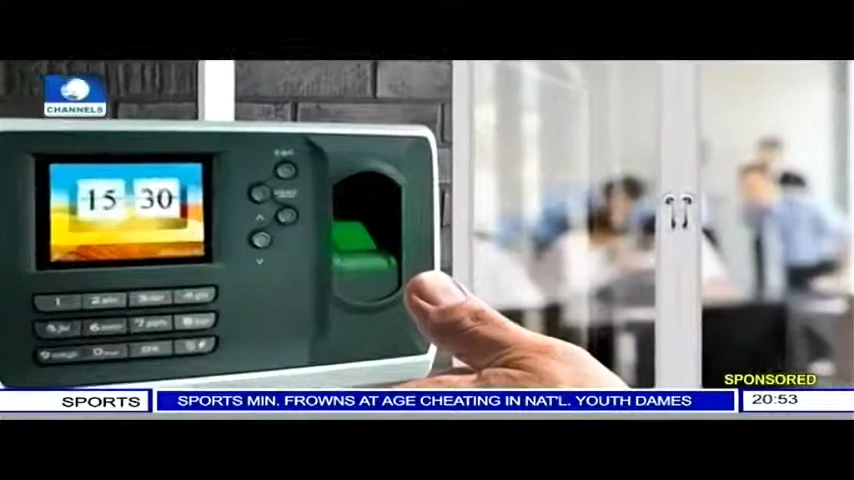 CHANNELS
15 30
SPONSORED
SPORTS
SPORTS MIN. FROWNS AT AGE CHEATING IN NAT'L. YOUTH DAMES
20:53